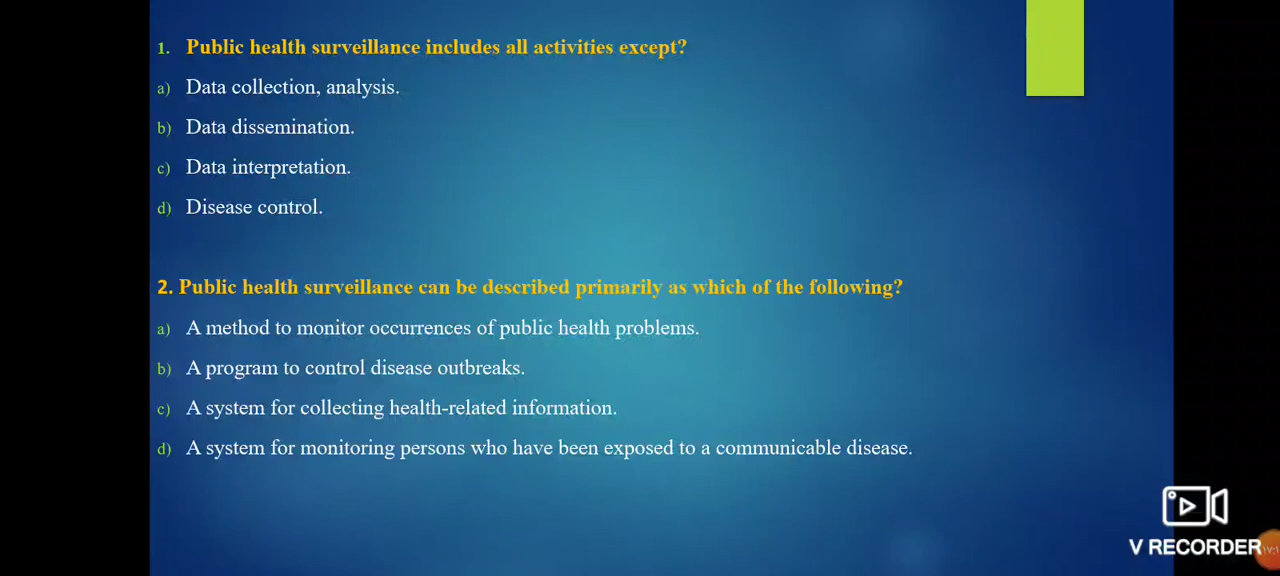 1. Public health surveillance includes all activities except?
a) Data collection, analysis.
b) Data dissemination.
c) Data interpretation.
d) Disease control.
2. Public health surveillance can be described primarily as which of the following?
a) A method to monitor occurrences of public health problems.
b) A program to control disease outbreaks.
c) A system for collecting health-related information.
d) A system for monitoring persons who have been exposed to a communicable disease.
V RECORDER